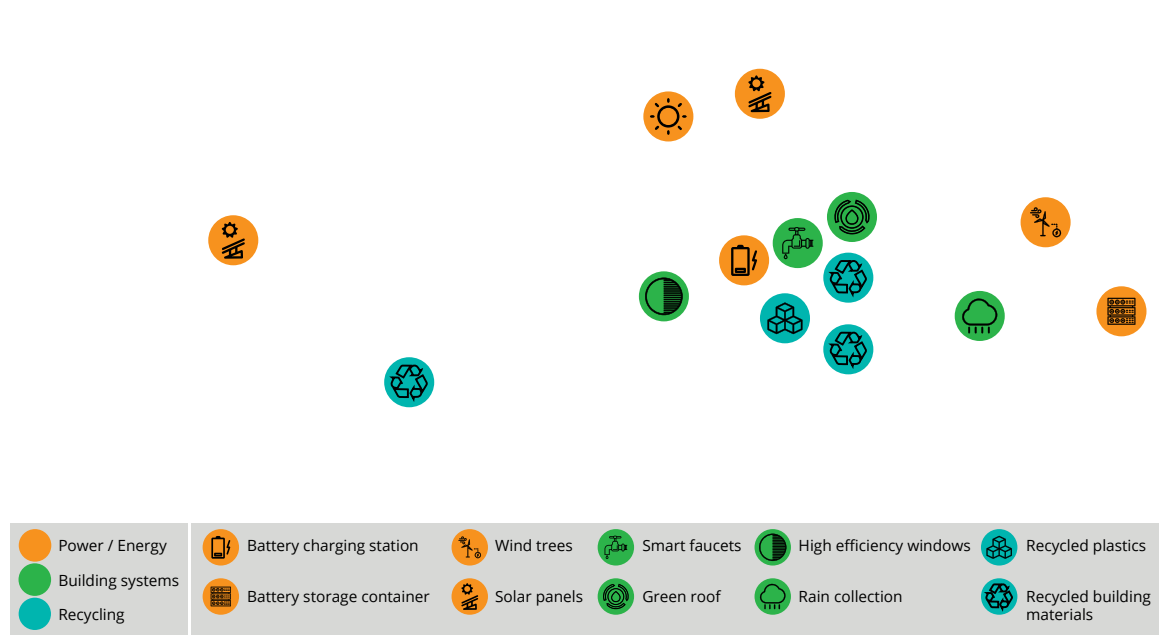 Power / Energy
Building systems
Recycling
Battery charging station
Wind trees
Smart faucets
High efficiency windows
Recycled plastics
Battery storage container
Solar panels
Green roof
Rain collection
Recycled building
materials